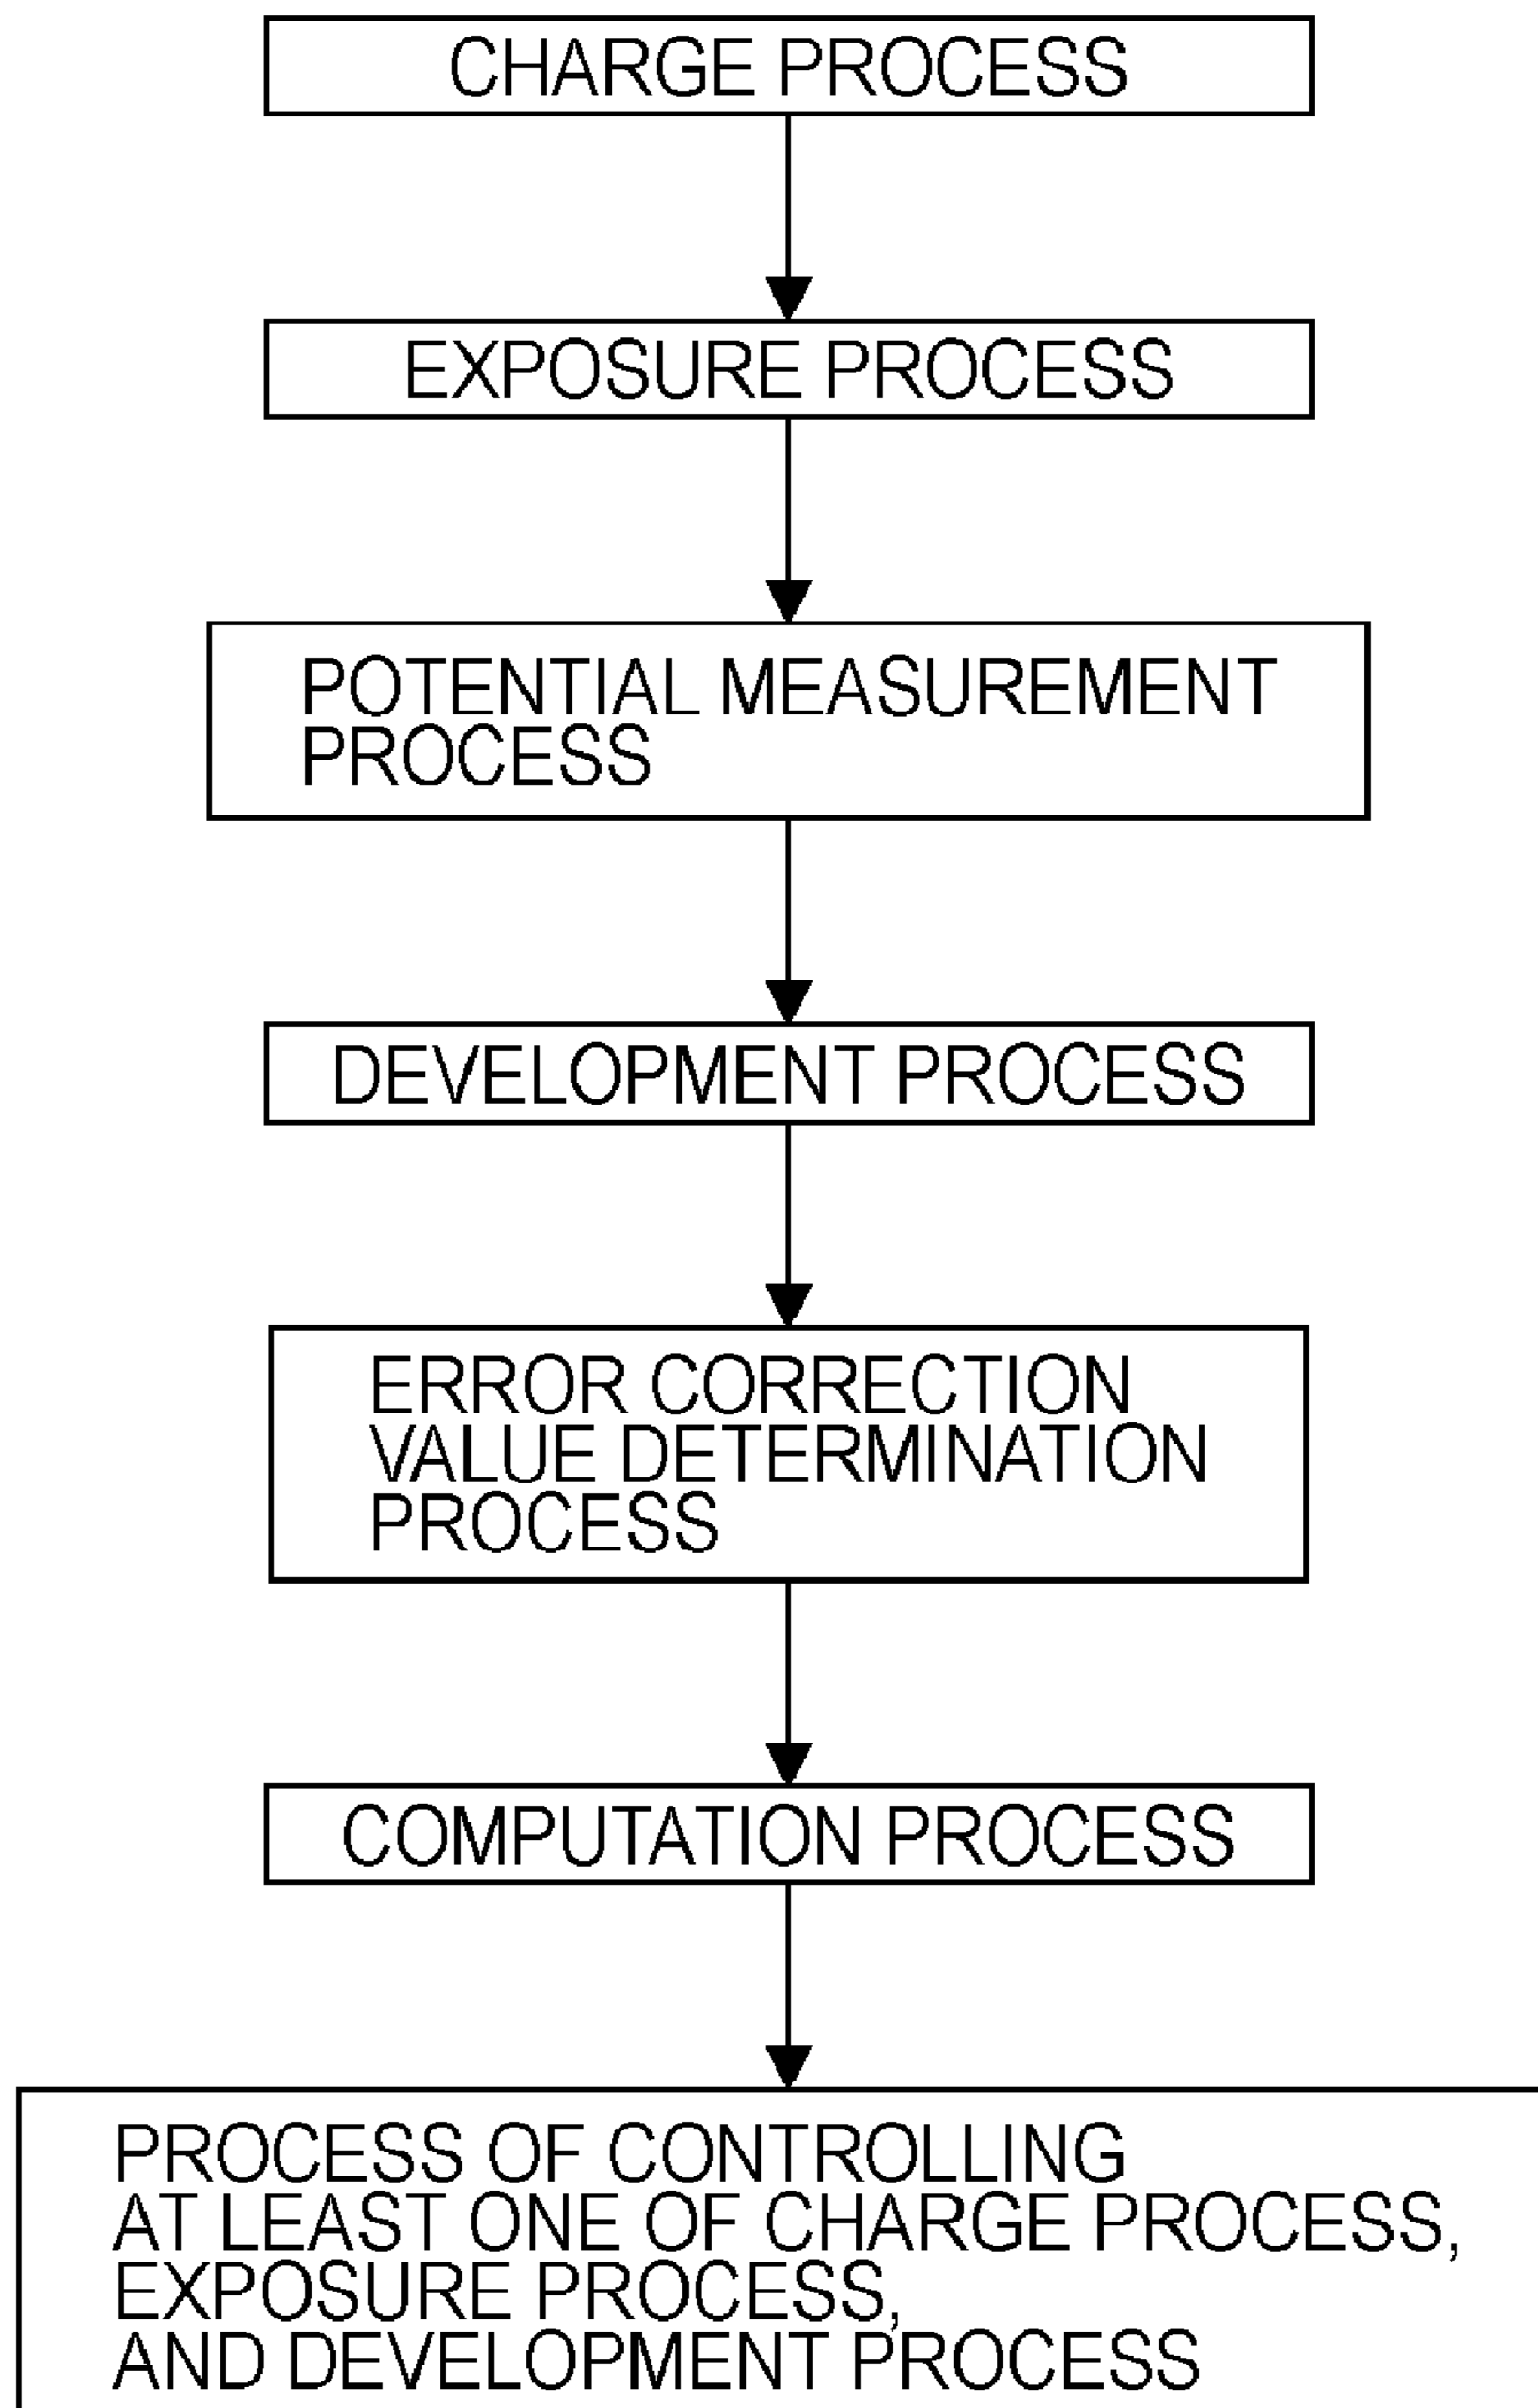 CHARGE PROCESS
EXPOSURE PROCESS
POTENTIAL MEASUREMENT
PROCESS
DEVELOPMENT PROCESS
ERROR CORRECTION
VALUE DETERMINATION
PROCESS
COMPUTATION PROCESS
PROCESS OF CONTROLLING
AT LEAST ONE OF CHARGE PROCESS,
EXPOSURE PROCESS,
AND DEVELOPMENT PROCESS